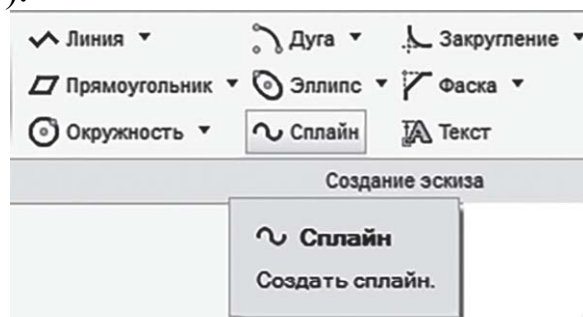 ).
Линия Дуга Закругление
Прямоугольник Эллипс Фаска
Окружность Сплайн Текст
Создание эскиза
Сплайн
Создать сплайн.